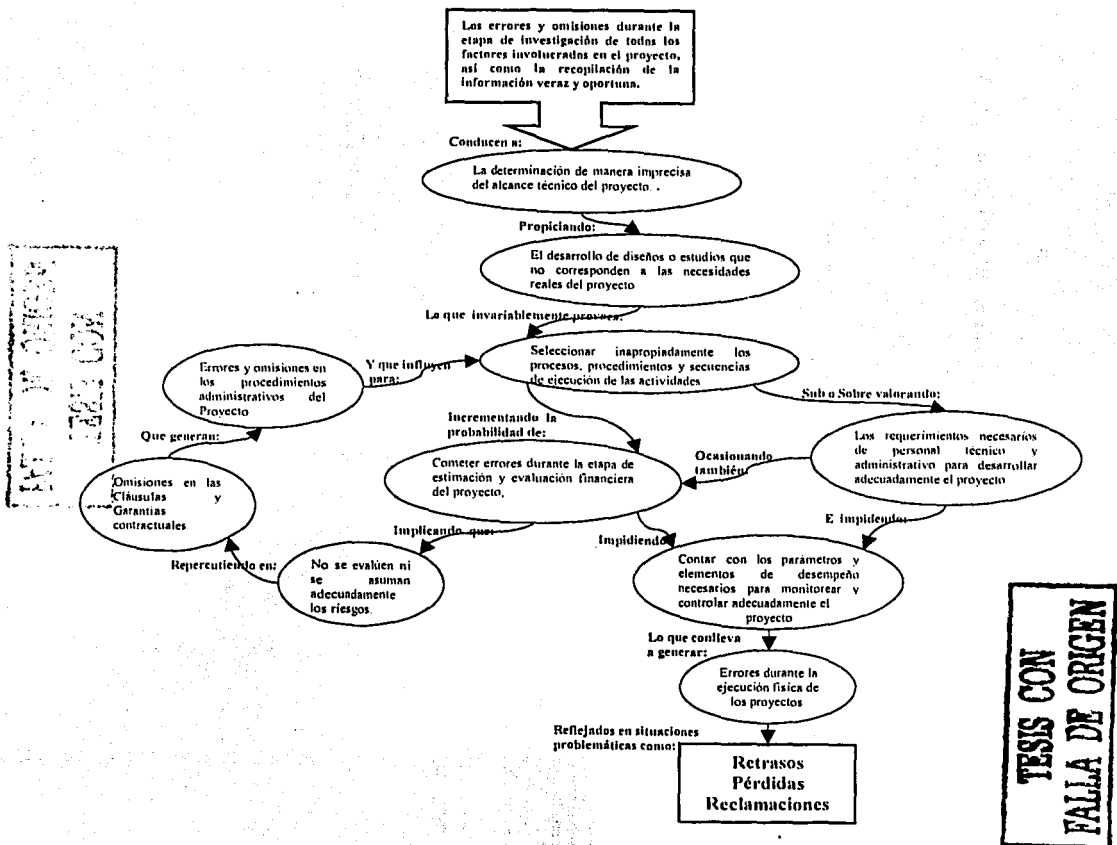 Los errores y omisiones durante la
etapa de investigación de todos los
factores involucrados en el proyecto,
así como la recopilación de la
información veraz y oportuna.
Conducen a:
La determinación de manera imprecisa
del alcance técnico del proyecto.
Propiciando:
El desarrollo de diseños o estudios que
no corresponden a las necesidades
reales del proyecto
Lo que invariablemente provoca:
Seleccionar inapropiadamente los
procesos, procedimientos y secuencias
de ejecución de las actividades
Errores y omisiones en
los procedimientos
administrativos del
Proyecto
Y que influyen
para:
Sub o Sobre valorando:
Incrementando la
probabilidad de:
Que generan:
Los requerimientos necesarios
de personal técnico y
administrativo para desarrollar
adecuadamente el proyecto
Ocasionando
también:
Cometer errores durante la etapa de
estimación y evaluación financiera
del proyecto,
Omisiones en las
Cláusulas y
Garantías
contractuales.
Implicando que:
Impidiendo
E impidendo:
Repercutiendo en:
No se evalúen ni
se asuman
adecuadamente
los riesgos.
Contar con los parámetros y
elementos de desempeño
necesarios para monitorear y
controlar adecuadamente el
proyecto
Lo que conlleva
a generar:
Errores durante la
ejecución física de
los proyectos
Reflejados en situaciones
problemáticas como:
Retrasos
Pérdidas
Reclamaciones
TESIS CON
FALLA DE ORIGEN